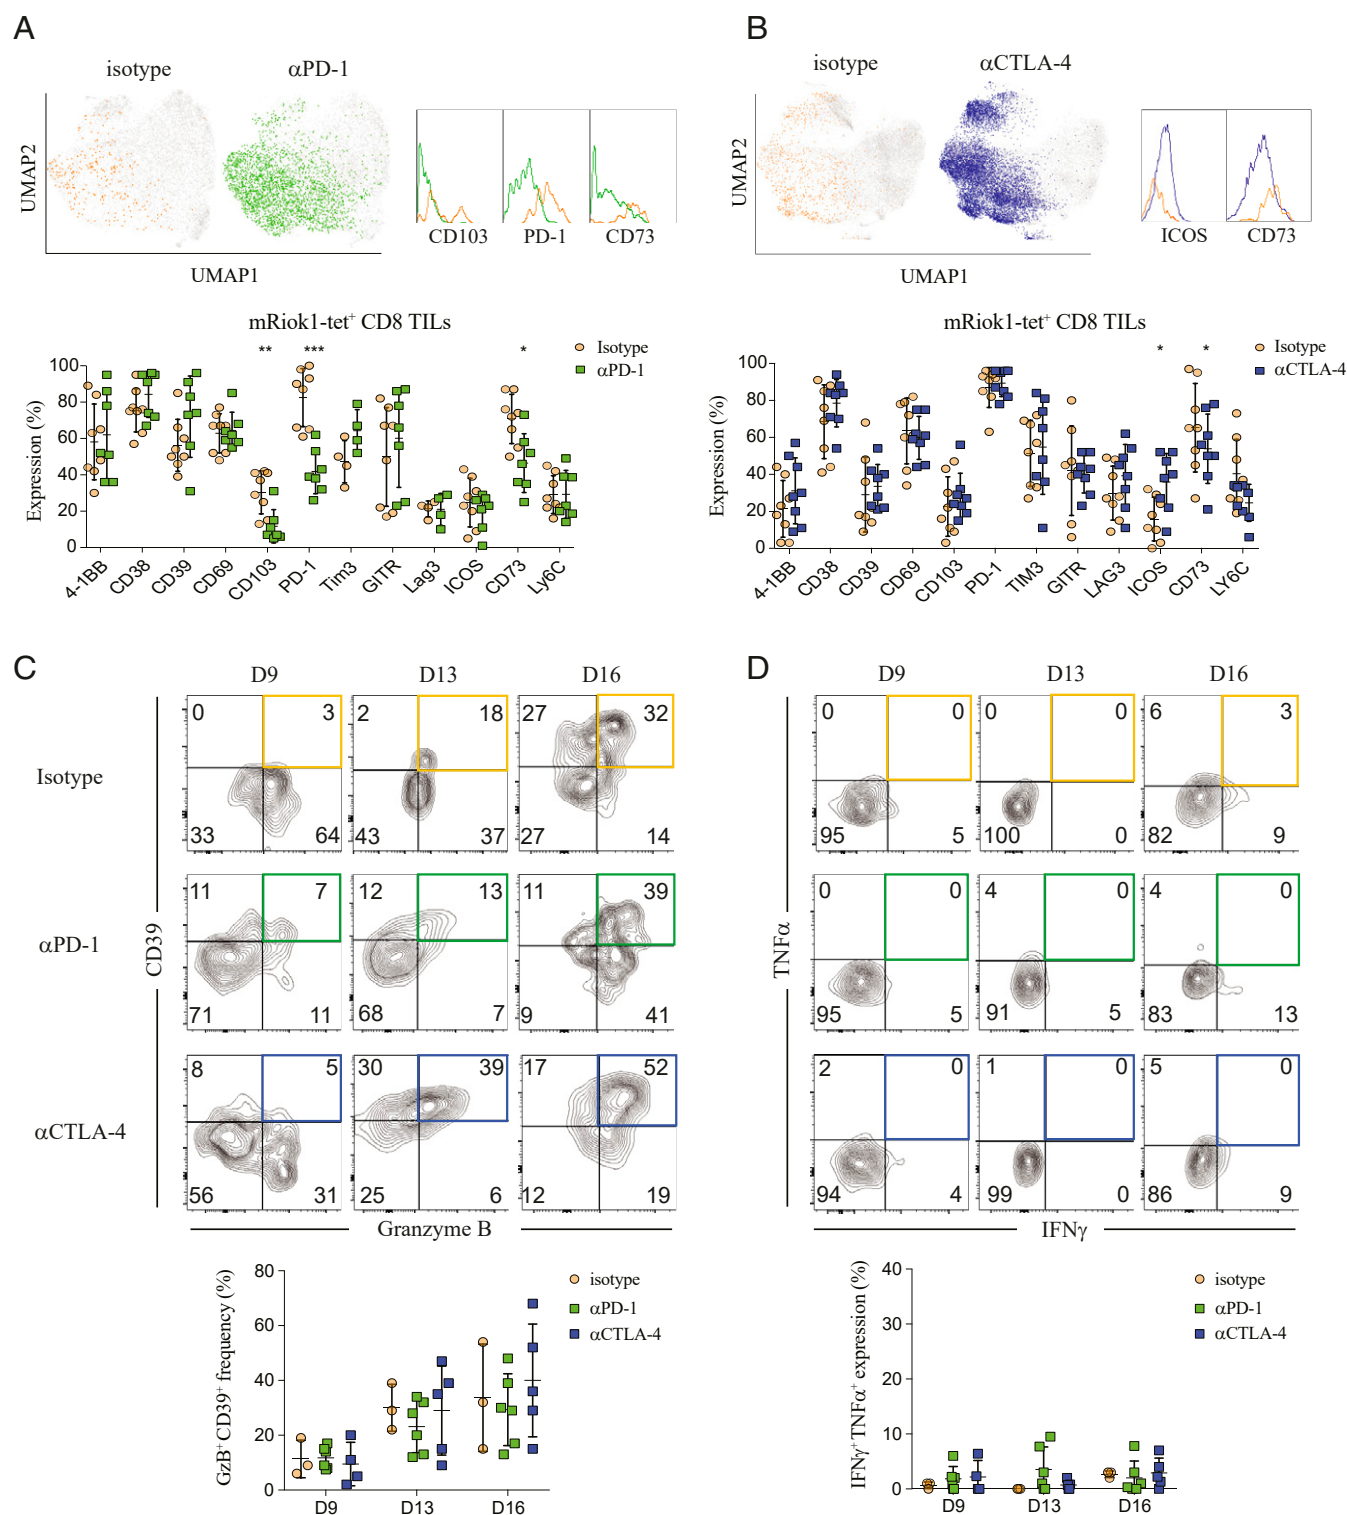 A
isotype
αPD-1
UMAP2
UMAP1
CD103
PD-1
CD73
mRiok1-tet⁺ CD8 TILs
** *** *
Isotype
αPD-1
Expression (%)
100
80
60
40
20
0
4-1BB
CD38
CD39
CD69
CD103
PD-1
Tim3
GITR
Lag3
ICOS
CD73
Ly6C
B
isotype
αCTLA-4
UMAP2
UMAP1
ICOS
CD73
mRiok1-tet⁺ CD8 TILs
* *
Isotype
αCTLA-4
Expression (%)
100
80
60
40
20
0
4-1BB
CD38
CD39
CD69
CD103
PD-1
TIM3
GITR
LAG3
ICOS
CD73
LY6C
C
D9 D13 D16
Isotype
0 3 2 18 27 32
33 64 43 37 27 14
αPD-1
11 7 12 13 11 39
71 11 68 7 9 41
αCTLA-4
8 5 30 39 17 52
56 31 25 6 12 19
CD39
Granzyme B
GzB⁺CD39⁺ frequency (%)
80
60
40
20
0
D9 D13 D16
isotype
αPD-1
αCTLA-4
D
D9 D13 D16
0 0 0 0 6 3
95 5 100 0 82 9
0 0 4 0 4 0
95 5 91 5 83 13
2 0 1 0 5 0
94 4 99 0 86 9
TNFα
IFNγ
IFNγ⁺TNFα⁺ expression (%)
40
30
20
10
0
D9 D13 D16
isotype
αPD-1
αCTLA-4